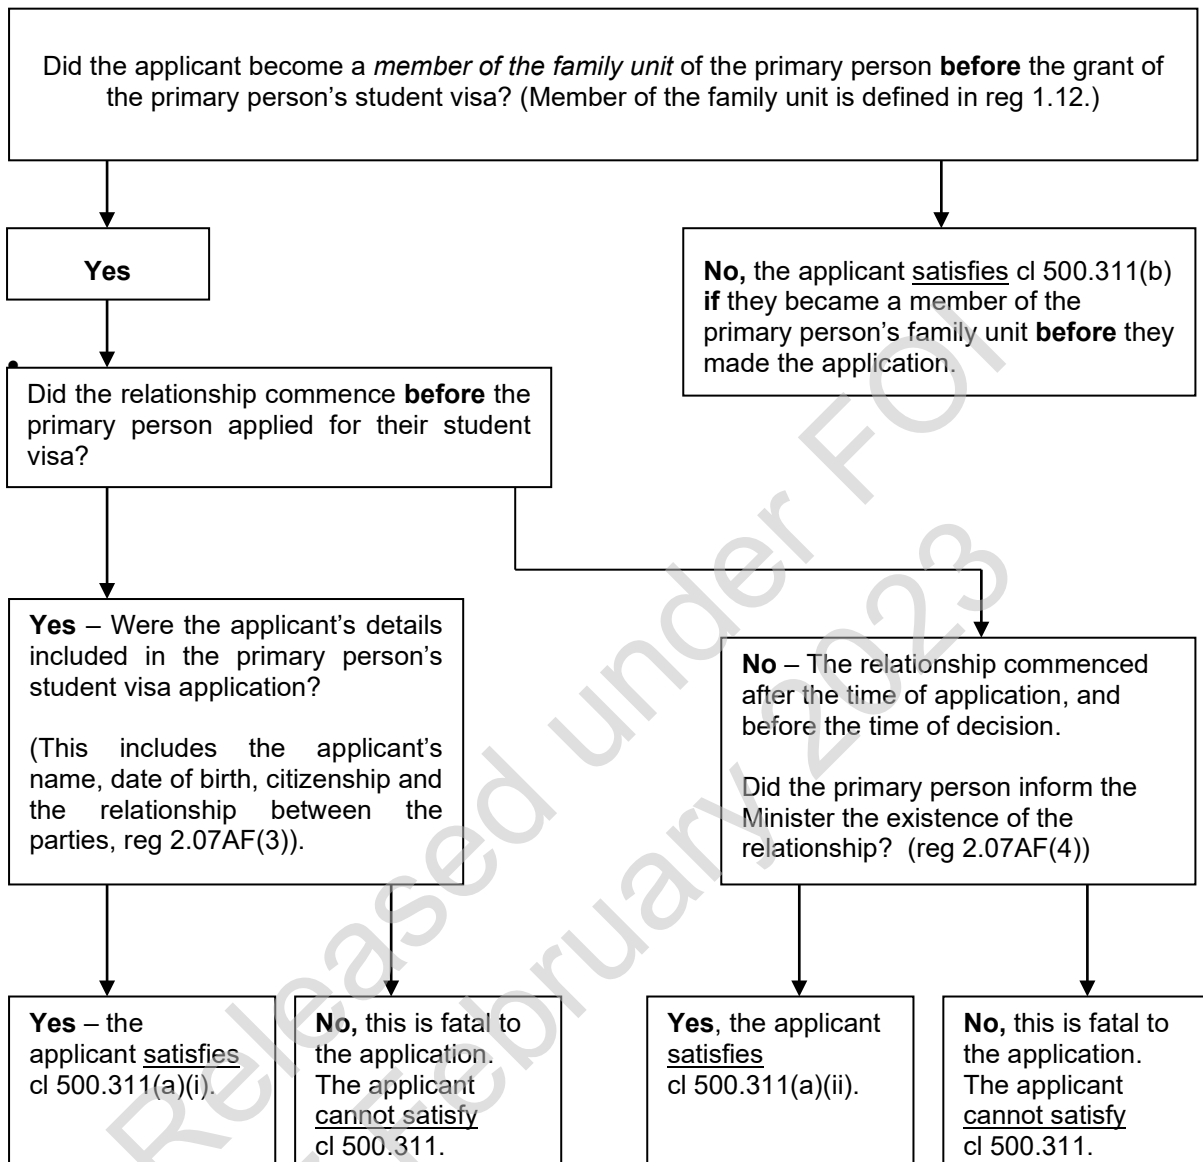 Did the applicant become a member of the family unit of the primary person before the grant of
the primary person's student visa? (Member of the family unit is defined in reg 1.12.)
Yes
No, the applicant satisfies cl 500.311(b)
if they became a member of the
primary person's family unit before they
made the application.
Did the relationship commence before the
primary person applied for their student
visa?
Yes – Were the applicant's details
included in the primary person's
student visa application?
(This includes the applicant's
name, date of birth, citizenship and
the relationship between the
parties, reg 2.07AF(3)).
No – The relationship commenced
after the time of application, and
before the time of decision.
Did the primary person inform the
Minister the existence of the
relationship? (reg 2.07AF(4))
Yes – the
applicant satisfies
cl 500.311(a)(i).
No, this is fatal to
the application.
The applicant
cannot satisfy
cl 500.311.
Yes, the applicant
satisfies
cl 500.311(a)(ii).
No, this is fatal to
the application.
The applicant
cannot satisfy
cl 500.311.
Released under FOI
February 2023